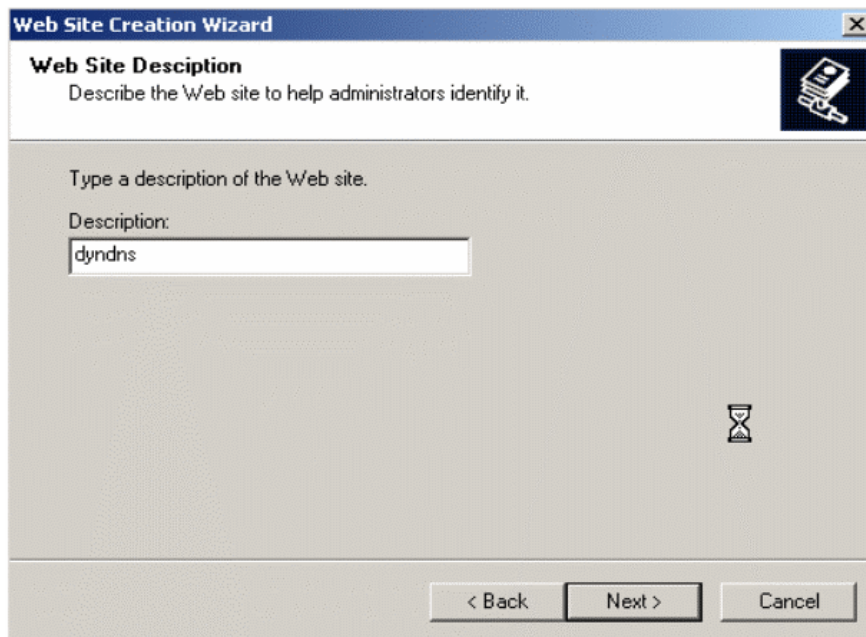 Web Site Creation Wizard
Web Site Desciption
Describe the Web site to help administrators identify it.
Type a description of the Web site.
Description:
dyndns
< Back Next > Cancel